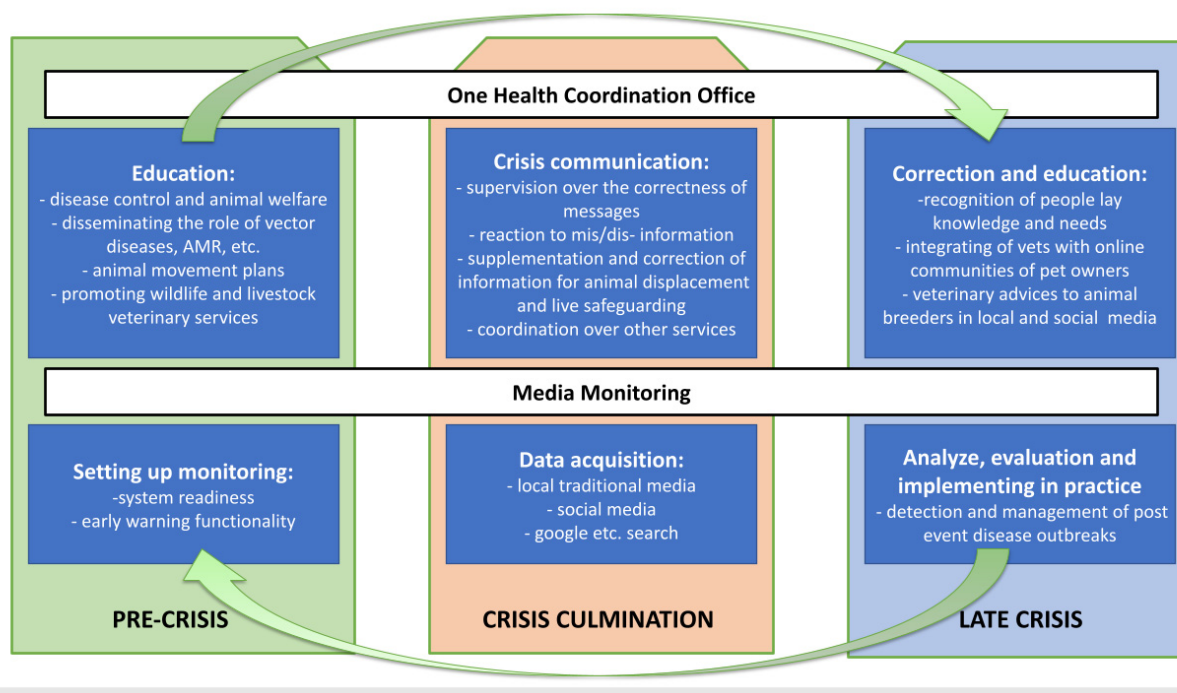 One Health Coordination Office
Education:
- disease control and animal welfare
- disseminating the role of vector
diseases, AMR, etc.
- animal movement plans
- promoting wildlife and livestock
veterinary services
Crisis communication:
- supervision over the correctness of
messages
- reaction to mis/dis- information
- supplementation and correction of
information for animal displacement
and live safeguarding
- coordination over other services
Correction and education:
-recognition of people lay
knowledge and needs
- integrating of vets with online
communities of pet owners
- veterinary advices to animal
breeders in local and social  media
Media Monitoring
Setting up monitoring:
-system readiness
- early warning functionality
Data acquisition:
- local traditional media
- social media
- google etc. search
Analyze, evaluation and
implementing in practice
- detection and management of post
event disease outbreaks
PRE-CRISIS
CRISIS CULMINATION
LATE CRISIS